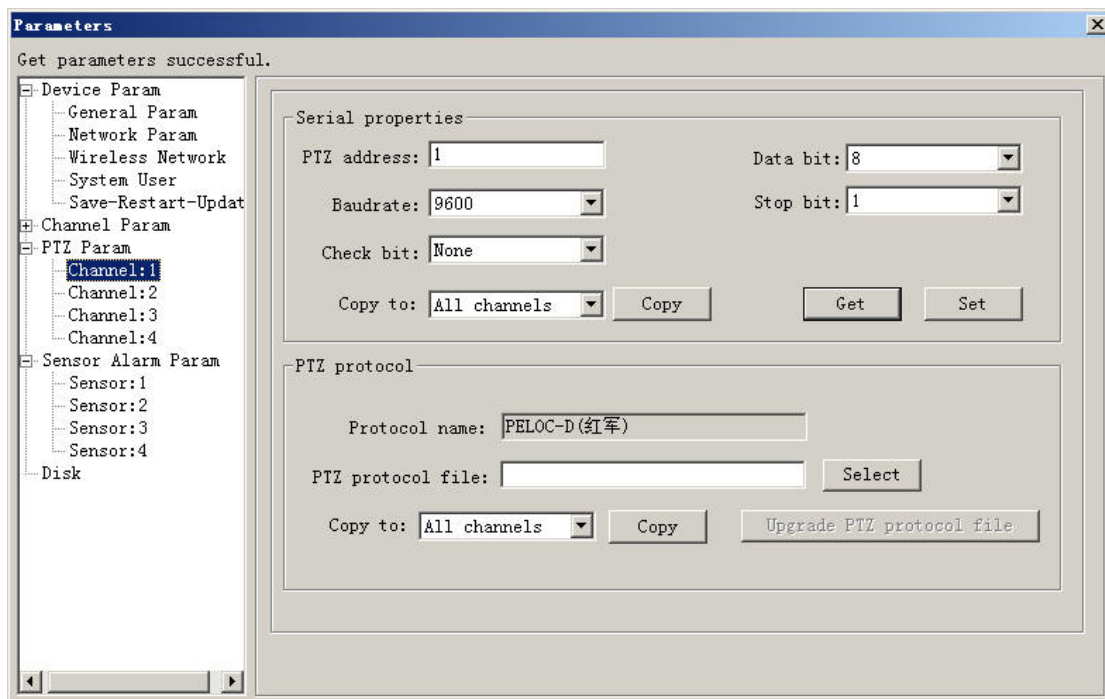 Parameters
Get parameters successful.
Device Param
General Param
Network Param
Wireless Network
System User
Save-Restart-Updat
Channel Param
PTZ Param
Channel:1
Channel:2
Channel:3
Channel:4
Sensor Alarm Param
Sensor:1
Sensor:2
Sensor:3
Sensor:4
Disk
Serial properties
PTZ address: 1 Data bit: 8
Baudrate: 9600 Stop bit: 1
Check bit: None
Copy to: All channels Copy Get Set
PTZ protocol
Protocol name: PELOC-D(红军)
PTZ protocol file: Select
Copy to: All channels Copy Upgrade PTZ protocol file